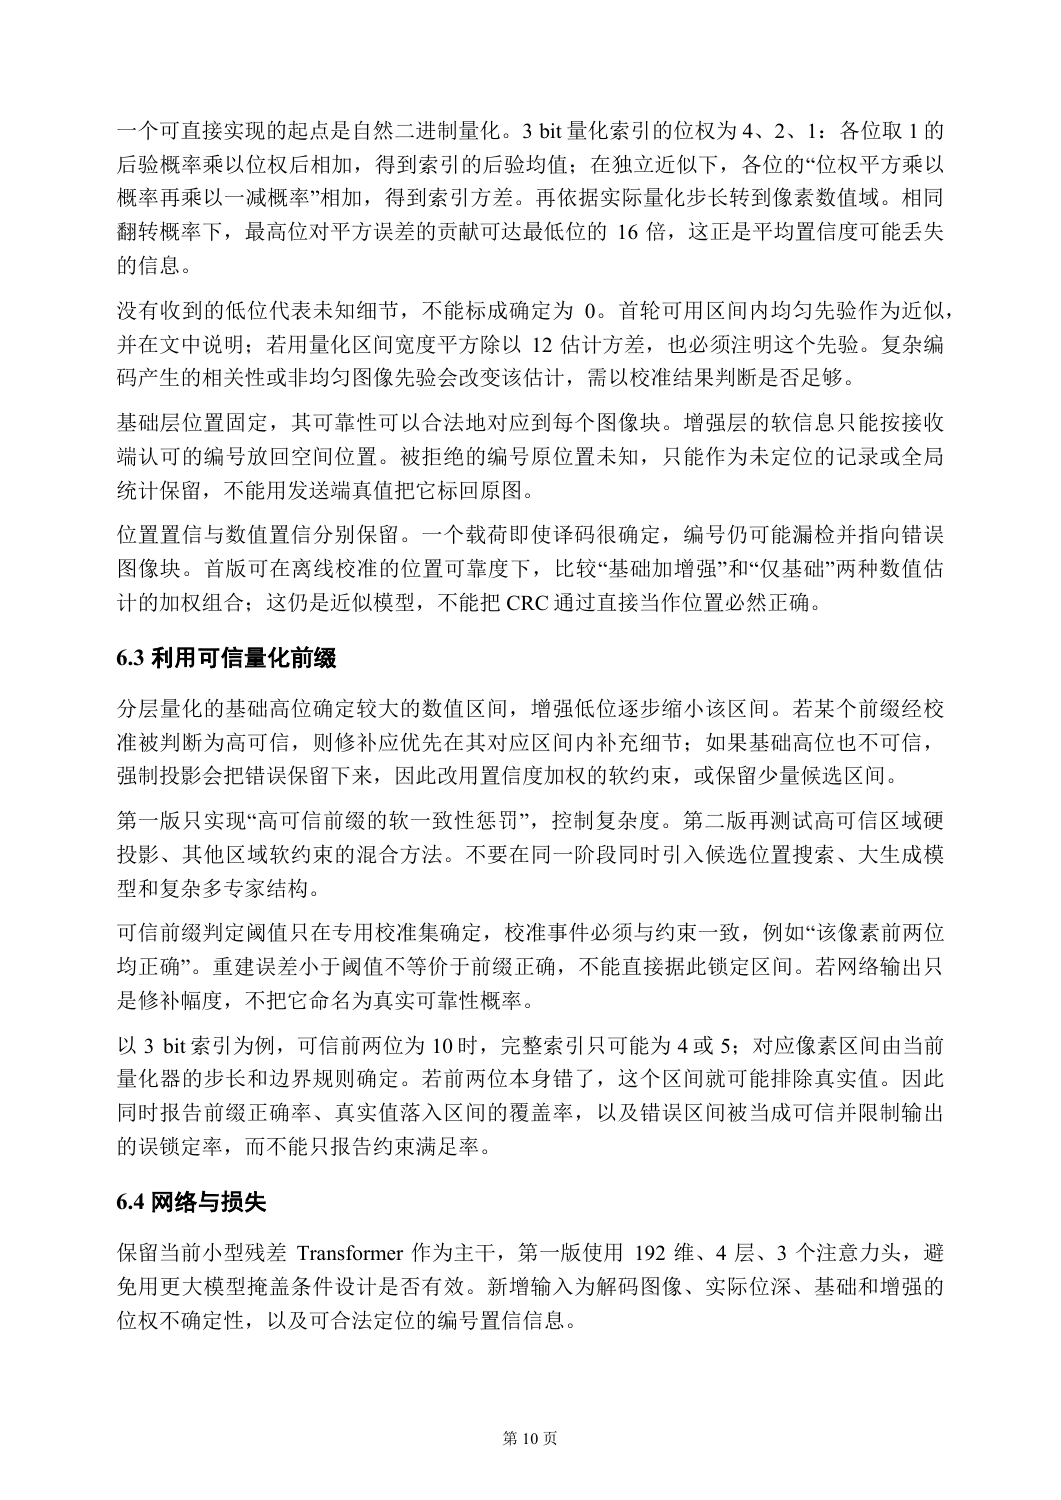 一个可直接实现的起点是自然二进制量化。3 bit 量化索引的位权为 4、2、1：各位取 1 的
后验概率乘以位权后相加，得到索引的后验均值；在独立近似下，各位的“位权平方乘以
概率再乘以一减概率”相加，得到索引方差。再依据实际量化步长转到像素数值域。相同
翻转概率下，最高位对平方误差的贡献可达最低位的 16 倍，这正是平均置信度可能丢失
的信息。
没有收到的低位代表未知细节，不能标成确定为 0。首轮可用区间内均匀先验作为近似，
并在文中说明；若用量化区间宽度平方除以 12 估计方差，也必须注明这个先验。复杂编
码产生的相关性或非均匀图像先验会改变该估计，需以校准结果判断是否足够。
基础层位置固定，其可靠性可以合法地对应到每个图像块。增强层的软信息只能按接收
端认可的编号放回空间位置。被拒绝的编号原位置未知，只能作为未定位的记录或全局
统计保留，不能用发送端真值把它标回原图。
位置置信与数值置信分别保留。一个载荷即使译码很确定，编号仍可能漏检并指向错误
图像块。首版可在离线校准的位置可靠度下，比较“基础加增强”和“仅基础”两种数值估
计的加权组合；这仍是近似模型，不能把 CRC 通过直接当作位置必然正确。
6.3 利用可信量化前缀
分层量化的基础高位确定较大的数值区间，增强低位逐步缩小该区间。若某个前缀经校
准被判断为高可信，则修补应优先在其对应区间内补充细节；如果基础高位也不可信，
强制投影会把错误保留下来，因此改用置信度加权的软约束，或保留少量候选区间。
第一版只实现“高可信前缀的软一致性惩罚”，控制复杂度。第二版再测试高可信区域硬
投影、其他区域软约束的混合方法。不要在同一阶段同时引入候选位置搜索、大生成模
型和复杂多专家结构。
可信前缀判定阈值只在专用校准集确定，校准事件必须与约束一致，例如“该像素前两位
均正确”。重建误差小于阈值不等价于前缀正确，不能直接据此锁定区间。若网络输出只
是修补幅度，不把它命名为真实可靠性概率。
以 3 bit 索引为例，可信前两位为 10 时，完整索引只可能为 4 或 5；对应像素区间由当前
量化器的步长和边界规则确定。若前两位本身错了，这个区间就可能排除真实值。因此
同时报告前缀正确率、真实值落入区间的覆盖率，以及错误区间被当成可信并限制输出
的误锁定率，而不能只报告约束满足率。
6.4 网络与损失
保留当前小型残差 Transformer 作为主干，第一版使用 192 维、4 层、3 个注意力头，避
免用更大模型掩盖条件设计是否有效。新增输入为解码图像、实际位深、基础和增强的
位权不确定性，以及可合法定位的编号置信信息。
第 10 页